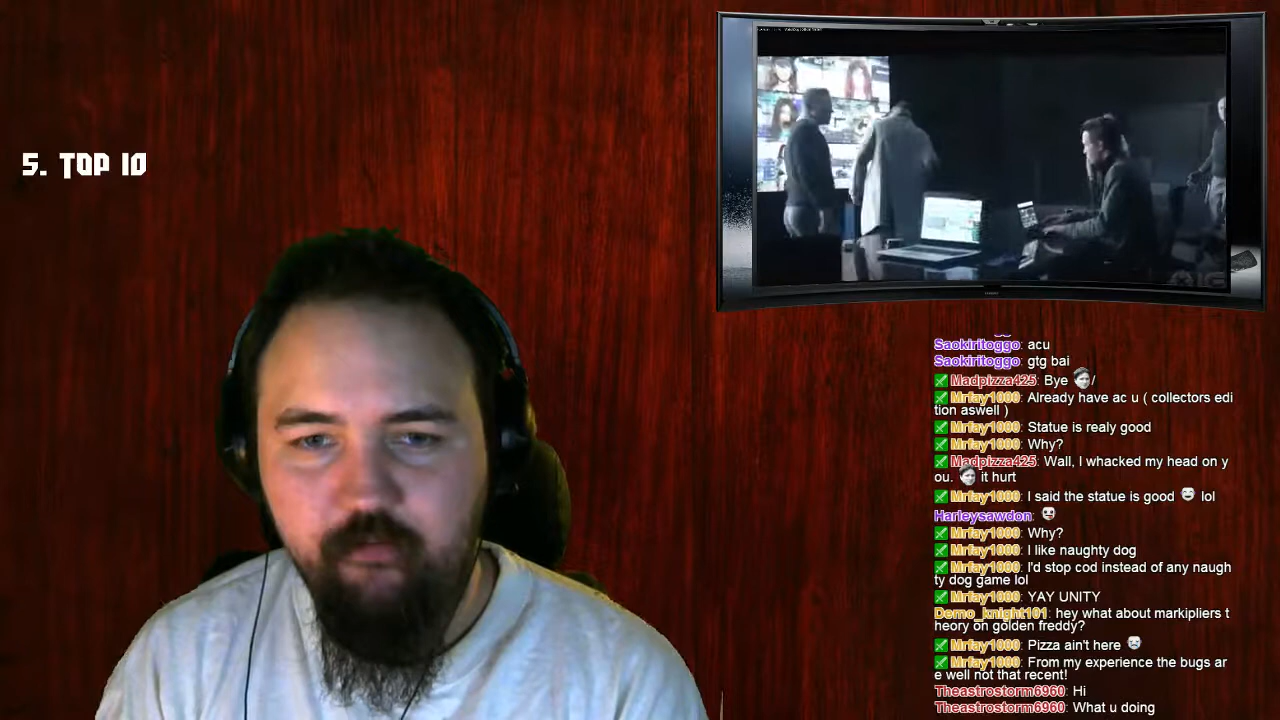 5. TOP 10
Saokiritoggo: acu
Saokiritoggo: gtg bai
Madpizza425: Bye /
Mrfay1000: Already have ac u ( collectors edi
tion aswell )
Mrfay1000: Statue is realy good
Mrfay1000: Why?
Madpizza425: Wall, I whacked my head on y
ou. it hurt
Mrfay1000: I said the statue is good lol
Harleysawdon:
Mrfay1000: Why?
Mrfay1000: I like naughty dog
Mrfay1000: I'd stop cod instead of any naugh
ty dog game lol
Mrfay1000: YAY UNITY
Demo_knight101: hey what about markipliers t
heory on golden freddy?
Mrfay1000: Pizza ain't here
Mrfay1000: From my experience the bugs ar
e well not that recent!
Theastrostorm6960: Hi
Theastrostorm6960: What u doing